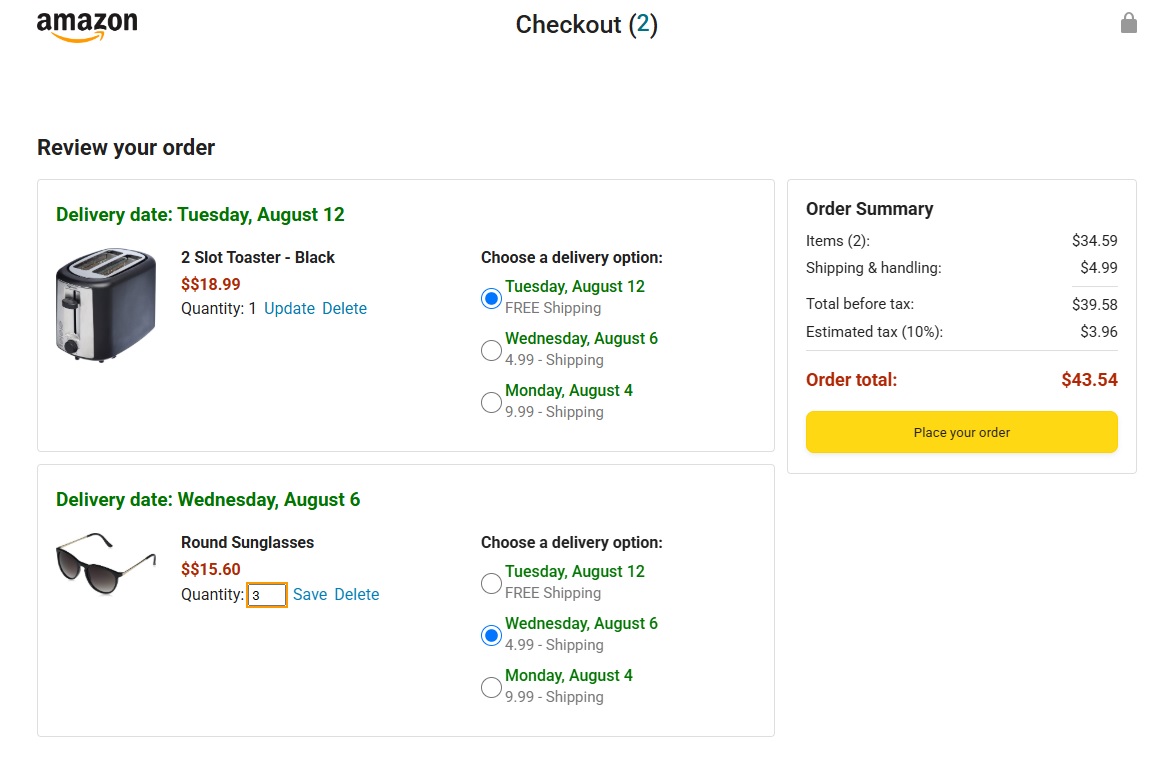 amazon
Checkout (2)
Review your order
Delivery date: Tuesday, August 12
2 Slot Toaster - Black
$$18.99
Quantity: 1 Update Delete
Choose a delivery option:
Tuesday, August 12
FREE Shipping
Wednesday, August 6
4.99 - Shipping
Monday, August 4
9.99 - Shipping
Delivery date: Wednesday, August 6
Round Sunglasses
$$15.60
Quantity: 3 Save Delete
Choose a delivery option:
Tuesday, August 12
FREE Shipping
Wednesday, August 6
4.99 - Shipping
Monday, August 4
9.99 - Shipping
Order Summary
Items (2): $34.59
Shipping & handling: $4.99
Total before tax: $39.58
Estimated tax (10%): $3.96
Order total: $43.54
Place your order